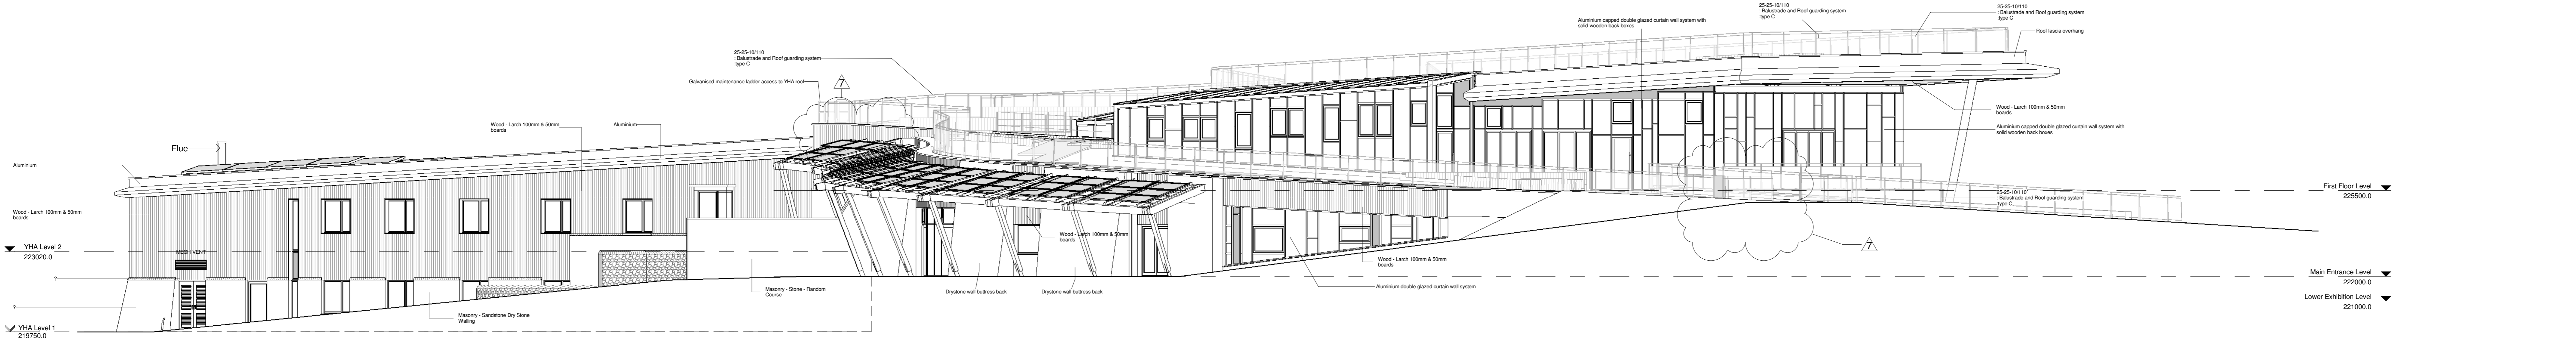 25-25-10/110
: Balustrade and Roof guarding system
:type C
Galvanised maintenance ladder access to YHA roof
7
Wood - Larch 100mm & 50mm
boards
Aluminium
Flue
Aluminium
Wood - Larch 100mm & 50mm
boards
YHA Level 2
223020.0
MECH VENT
?
?
YHA Level 1
219750.0
Masonry - Sandstone Dry Stone
Walling
Masonry - Stone - Random
Course
Drystone wall buttress back
Drystone wall buttress back
Wood - Larch 100mm & 50mm
boards
Aluminium capped double glazed curtain wall system with
solid wooden back boxes
25-25-10/110
: Balustrade and Roof guarding system
:type C
25-25-10/110
: Balustrade and Roof guarding system
:type C
Roof fascia overhang
Wood - Larch 100mm & 50mm
boards
Aluminium capped double glazed curtain wall system with
solid wooden back boxes
25-25-10/110
: Balustrade and Roof guarding system
:type C
7
Wood - Larch 100mm & 50mm
boards
Aluminium double glazed curtain wall system
First Floor Level
225500.0
Main Entrance Level
222000.0
Lower Exhibition Level
221000.0